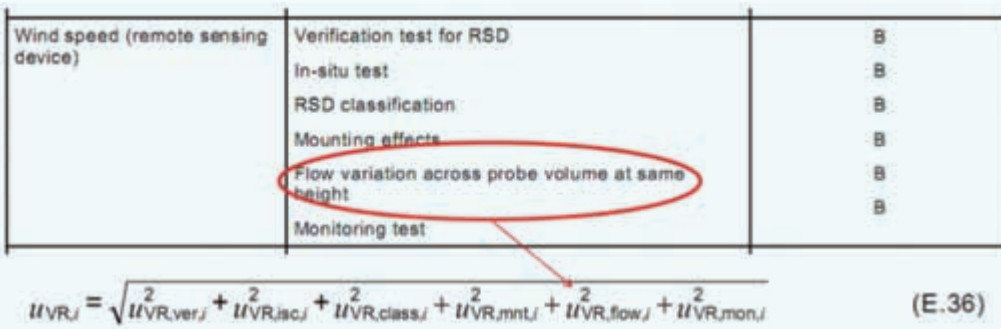 Wind speed (remote sensing device) Verification test for RSD B
In-situ test B
RSD classification B
Mounting effects B
Flow variation across probe volume at same height B
Monitoring test B
u_VR,i = √(u²_VR,ver,i + u²_VR,isc,i + u²_VR,class,i + u²_VR,mnt,i + u²_VR,flow,i + u²_VR,mon,i) (E.36)